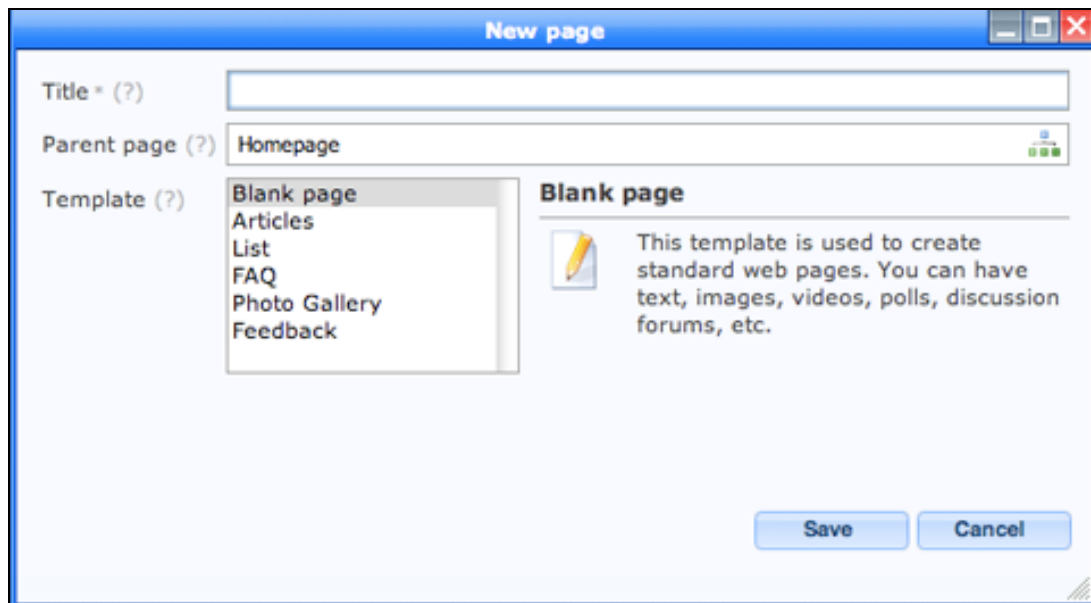 New page
Title * (?)
Parent page (?) Homepage
Template (?)
Blank page
Articles
List
FAQ
Photo Gallery
Feedback
Blank page
This template is used to create
standard web pages. You can have
text, images, videos, polls, discussion
forums, etc.
Save Cancel